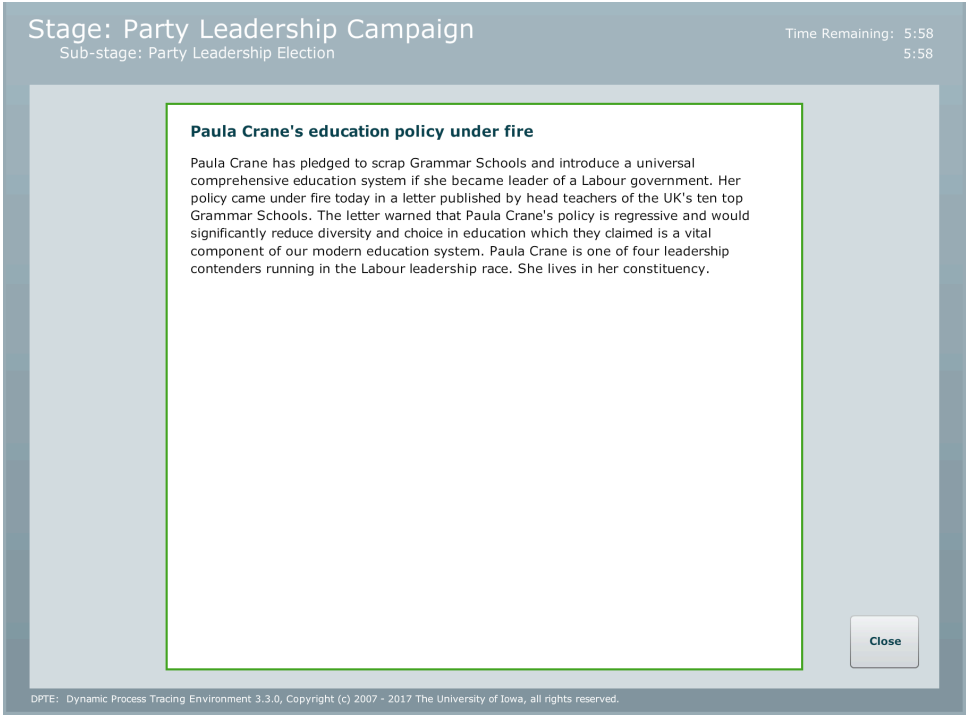 Stage: Party Leadership Campaign
Sub-stage: Party Leadership Election
Time Remaining: 5:58
5:58
Paula Crane's education policy under fire
Paula Crane has pledged to scrap Grammar Schools and introduce a universal
comprehensive education system if she became leader of a Labour government. Her
policy came under fire today in a letter published by head teachers of the UK's ten top
Grammar Schools. The letter warned that Paula Crane's policy is regressive and would
significantly reduce diversity and choice in education which they claimed is a vital
component of our modern education system. Paula Crane is one of four leadership
contenders running in the Labour leadership race. She lives in her constituency.
Close
DPTE: Dynamic Process Tracing Environment 3.3.0, Copyright (c) 2007 - 2017 The University of Iowa, all rights reserved.